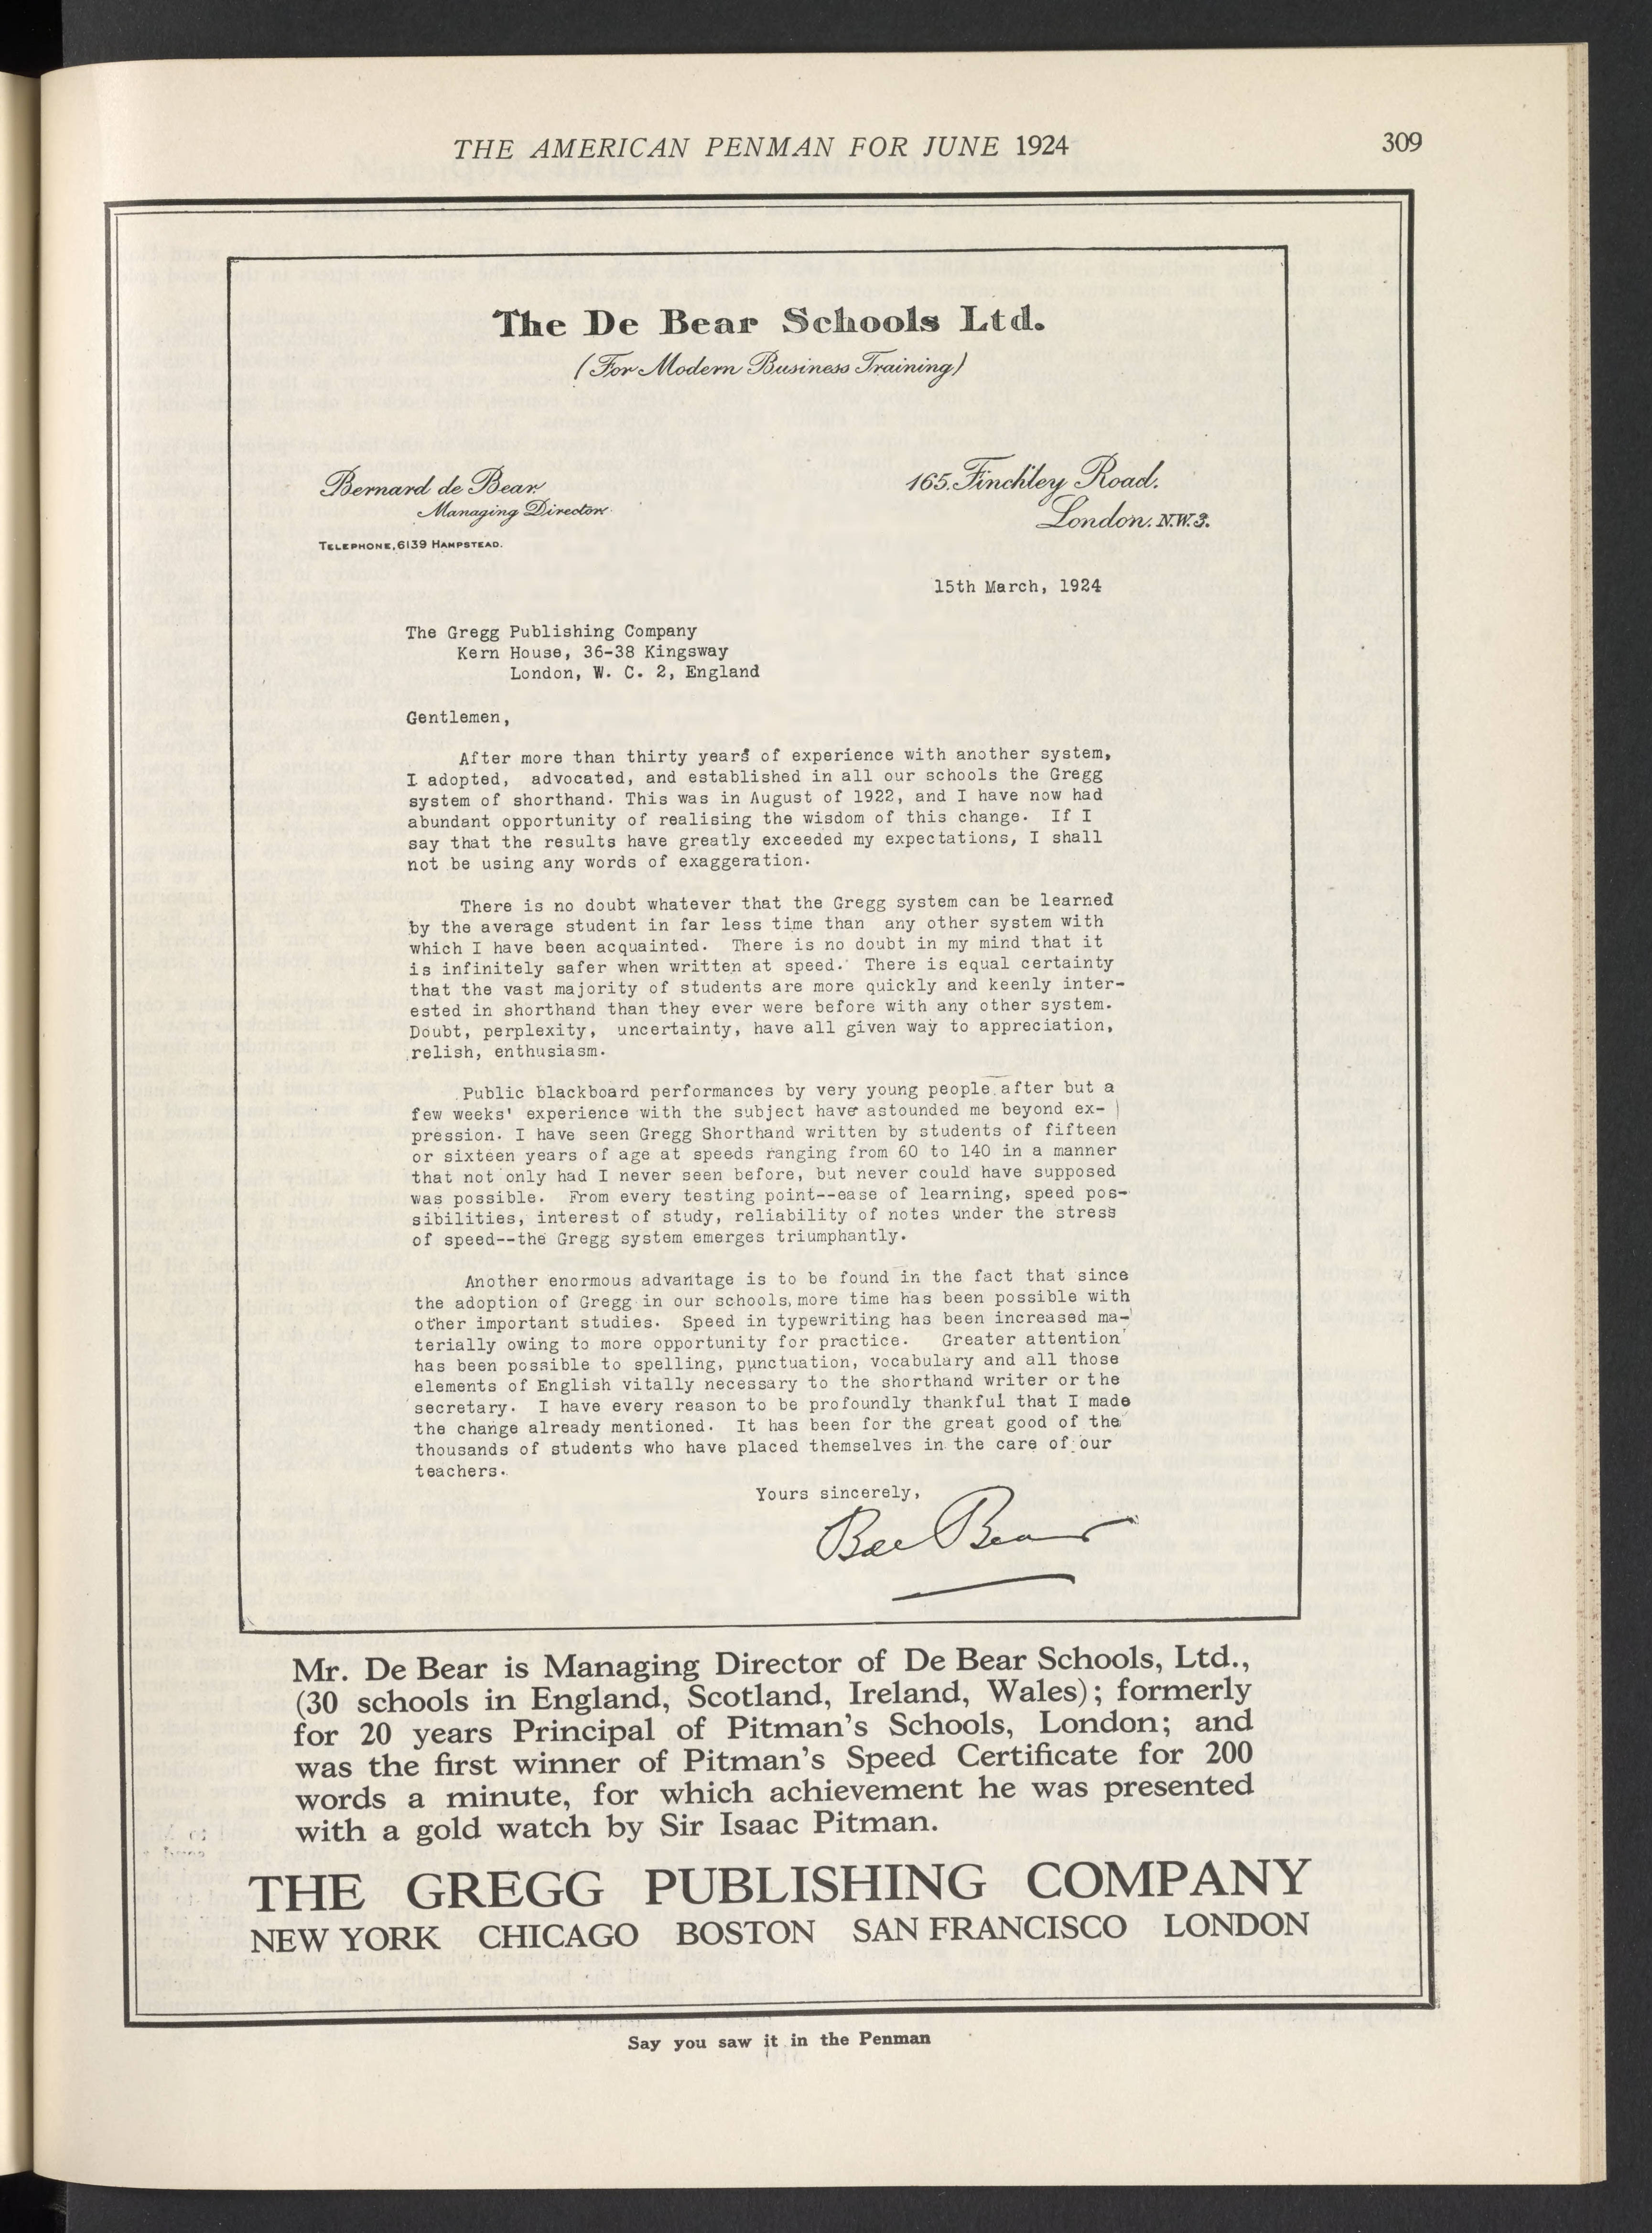 THE AMERICAN PENMAN FOR JUNE 1924
309
The De Bear Schools Ltd.
(For Modern Business Training)
Bernard de Bear.
Managing Director.
TELEPHONE, 6139 HAMPSTEAD.
165. Finchley Road.
London. N.W.3.
15th March, 1924
The Gregg Publishing Company
Kern House, 36-38 Kingsway
London, W. C. 2, England
Gentlemen,
After more than thirty years of experience with another system,
I adopted, advocated, and established in all our schools the Gregg
system of shorthand. This was in August of 1922, and I have now had
abundant opportunity of realising the wisdom of this change. If I
say that the results have greatly exceeded my expectations, I shall
not be using any words of exaggeration.
There is no doubt whatever that the Gregg system can be learned
by the average student in far less time than any other system with
which I have been acquainted. There is no doubt in my mind that it
is infinitely safer when written at speed. There is equal certainty
that the vast majority of students are more quickly and keenly inter-
ested in shorthand than they ever were before with any other system.
Doubt, perplexity, uncertainty, have all given way to appreciation,
relish, enthusiasm.
Public blackboard performances by very young people after but a
few weeks' experience with the subject have astounded me beyond ex-
pression. I have seen Gregg Shorthand written by students of fifteen
or sixteen years of age at speeds ranging from 60 to 140 in a manner
that not only had I never seen before, but never could have supposed
was possible. From every testing point--ease of learning, speed pos-
sibilities, interest of study, reliability of notes under the stress
of speed--the Gregg system emerges triumphantly.
Another enormous advantage is to be found in the fact that since
the adoption of Gregg in our schools, more time has been possible with
other important studies. Speed in typewriting has been increased ma-
terially owing to more opportunity for practice. Greater attention
has been possible to spelling, punctuation, vocabulary and all those
elements of English vitally necessary to the shorthand writer or the
secretary. I have every reason to be profoundly thankful that I made
the change already mentioned. It has been for the great good of the
thousands of students who have placed themselves in the care of our
teachers.
Yours sincerely,
Mr. De Bear is Managing Director of De Bear Schools, Ltd.,
(30 schools in England, Scotland, Ireland, Wales); formerly
for 20 years Principal of Pitman's Schools, London; and
was the first winner of Pitman's Speed Certificate for 200
words a minute, for which achievement he was presented
with a gold watch by Sir Isaac Pitman.
THE GREGG PUBLISHING COMPANY
NEW YORK CHICAGO BOSTON SAN FRANCISCO LONDON
Say you saw it in the Penman